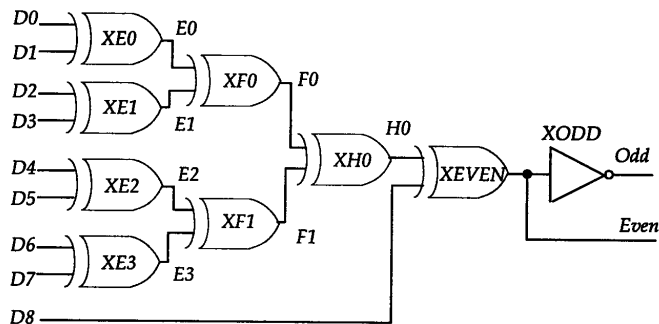 D0
E0
XE0
D1
XF0
F0
D2
XE1
D3
E1
H0
XODD
Odd
XH0
XEVEN
D4
E2
XE2
D5
XF1
F1
Even
D6
XE3
D7
E3
D8